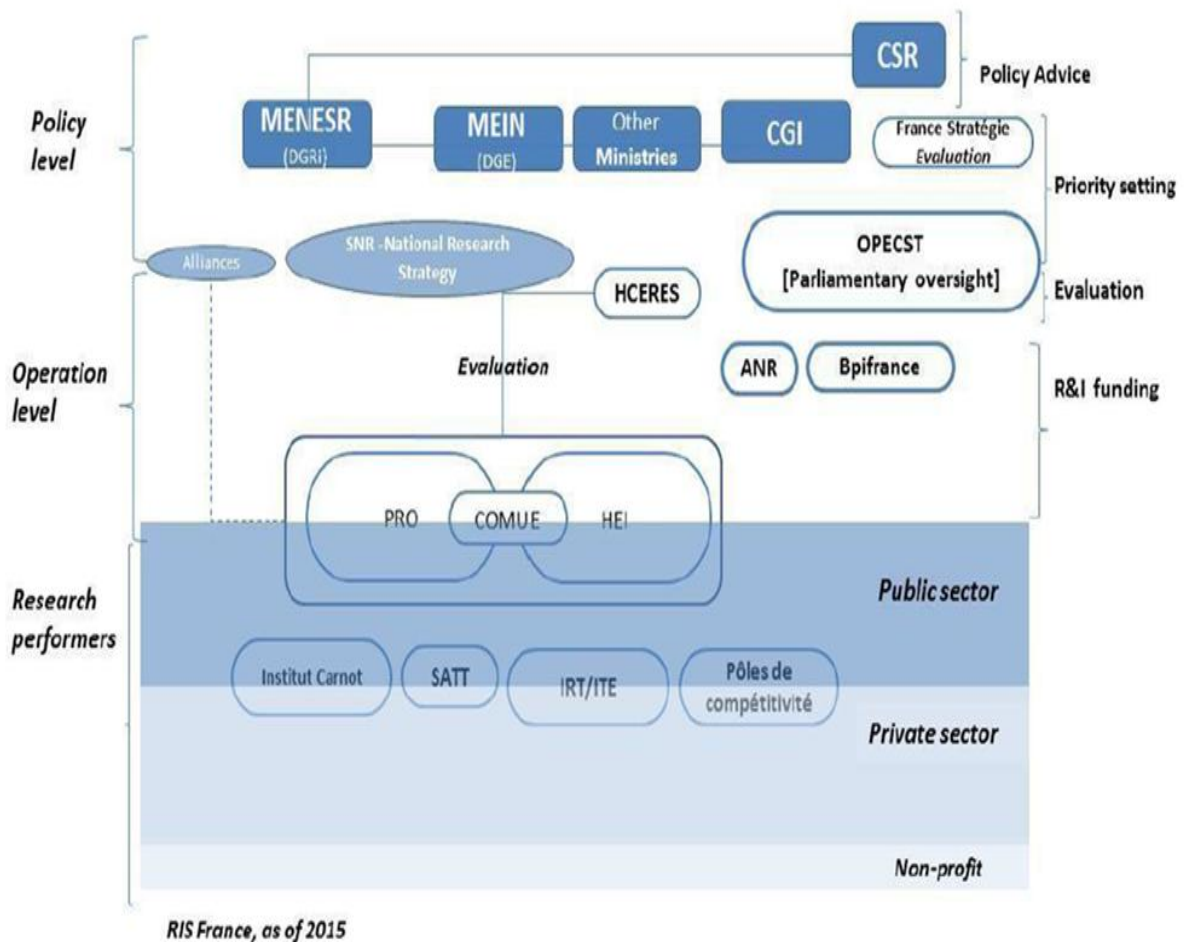 CSR
Policy Advice
Policy
level
MENESR
(DGRI)
MEIN
(DGE)
Other
Ministries
CGI
France Stratégie
Evaluation
Priority setting
Alliances
SNR -National Research
Strategy
OPECST
[Parliamentary oversight]
HCERES
Evaluation
Operation
level
Evaluation
ANR
Bpifrance
R&I funding
PRO
COMUE
HEI
Research
performers
Public sector
Institut Carnot
SATT
IRT/ITE
Pôles de
compétitivité
Private sector
Non-profit
RIS France, as of 2015